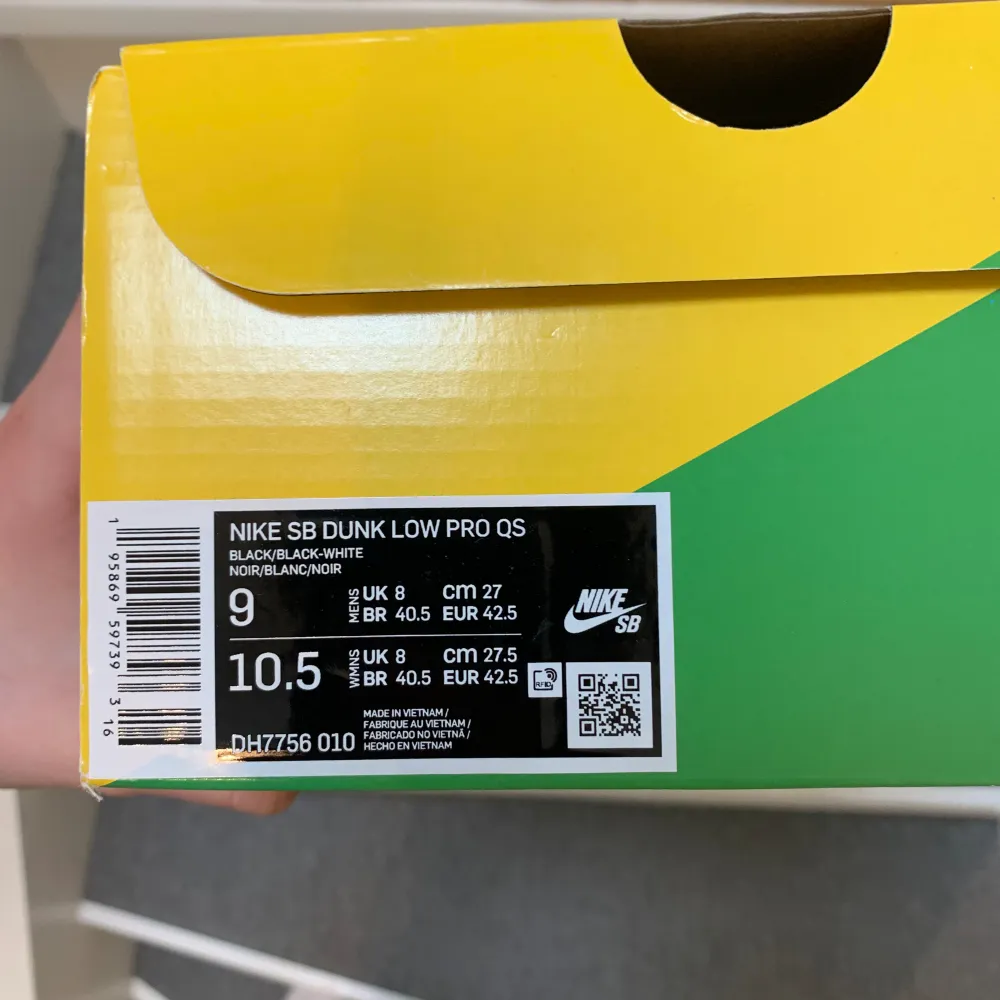 NIKE SB DUNK LOW PRO QS
BLACK/BLACK-WHITE
NOIR/BLANC/NOIR
9 MENS UK 8 CM 27
BR 40.5 EUR 42.5
10.5 WMNS UK 8 CM 27.5
BR 40.5 EUR 42.5
DH7756 010
MADE IN VIETNAM /
FABRIQUE AU VIETNAM /
FABRICADO NO VIETNÃ /
HECHO EN VIETNAM
NIKE
SB
RFID
1 95869 59739 3 16